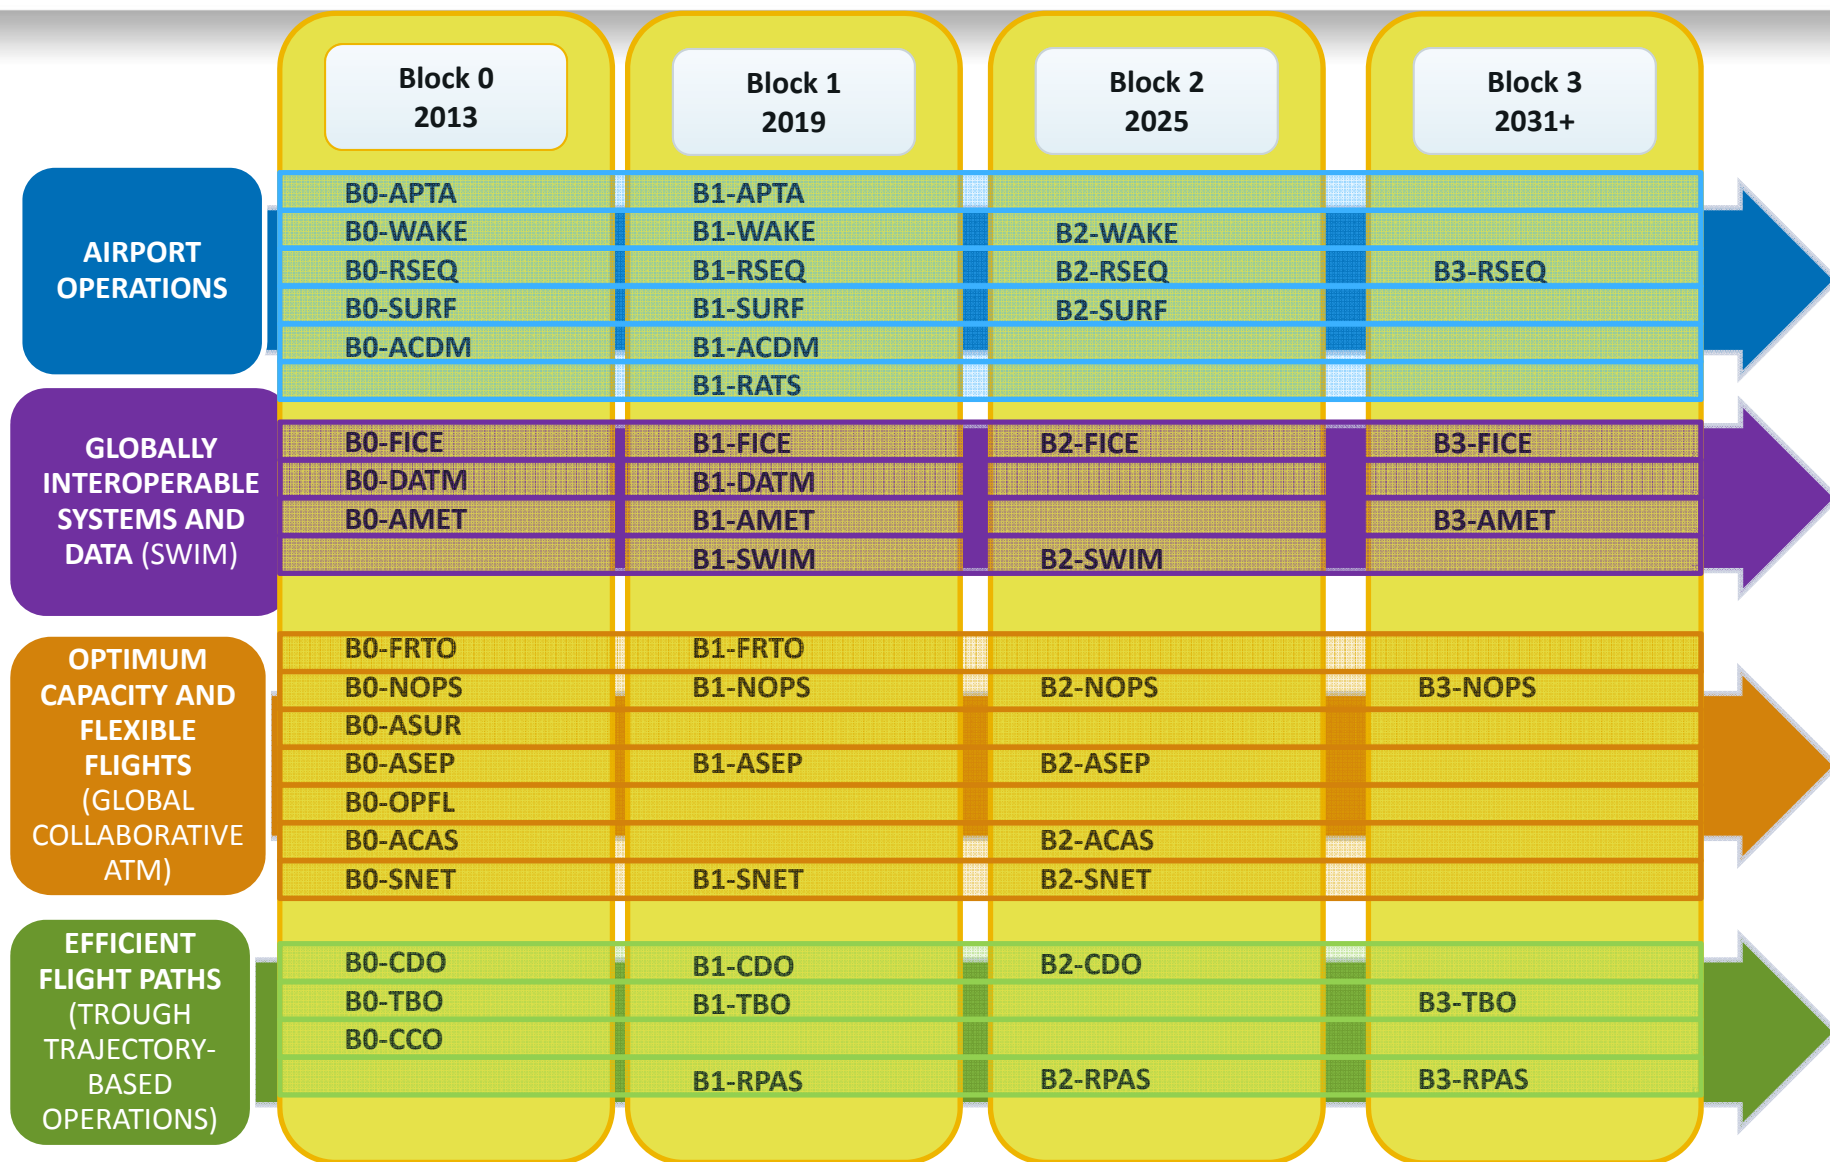 Block 0
2013
Block 1
2019
Block 2
2025
Block 3
2031+
AIRPORT
OPERATIONS
B0-APTA B1-APTA
B0-WAKE B1-WAKE B2-WAKE
B0-RSEQ B1-RSEQ B2-RSEQ B3-RSEQ
B0-SURF B1-SURF B2-SURF
B0-ACDM B1-ACDM
B1-RATS
GLOBALLY
INTEROPERABLE
SYSTEMS AND
DATA (SWIM)
B0-FICE B1-FICE B2-FICE B3-FICE
B0-DATM B1-DATM
B0-AMET B1-AMET B3-AMET
B1-SWIM B2-SWIM
OPTIMUM
CAPACITY AND
FLEXIBLE
FLIGHTS
(GLOBAL
COLLABORATIVE
ATM)
B0-FRTO B1-FRTO
B0-NOPS B1-NOPS B2-NOPS B3-NOPS
B0-ASUR
B0-ASEP B1-ASEP B2-ASEP
B0-OPFL
B0-ACAS B2-ACAS
B0-SNET B1-SNET B2-SNET
EFFICIENT
FLIGHT PATHS
(TROUGH
TRAJECTORY-
BASED
OPERATIONS)
B0-CDO B1-CDO B2-CDO
B0-TBO B1-TBO B3-TBO
B0-CCO
B1-RPAS B2-RPAS B3-RPAS